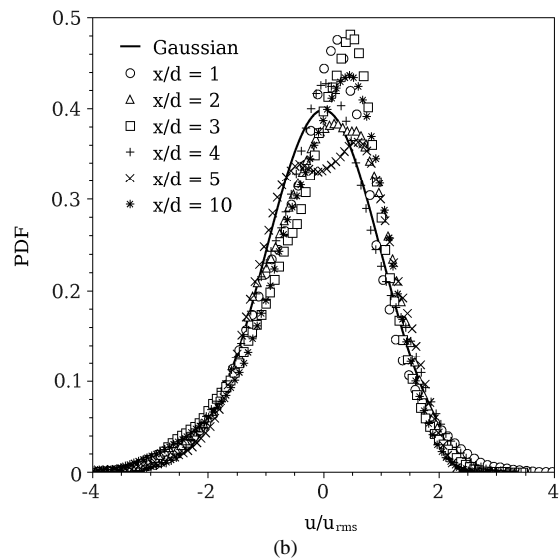 0.5
0.4
0.3
0.2
0.1
0
PDF
Gaussian
x/d = 1
x/d = 2
x/d = 3
x/d = 4
x/d = 5
x/d = 10
-4 -2 0 2 4
u/urms
(b)